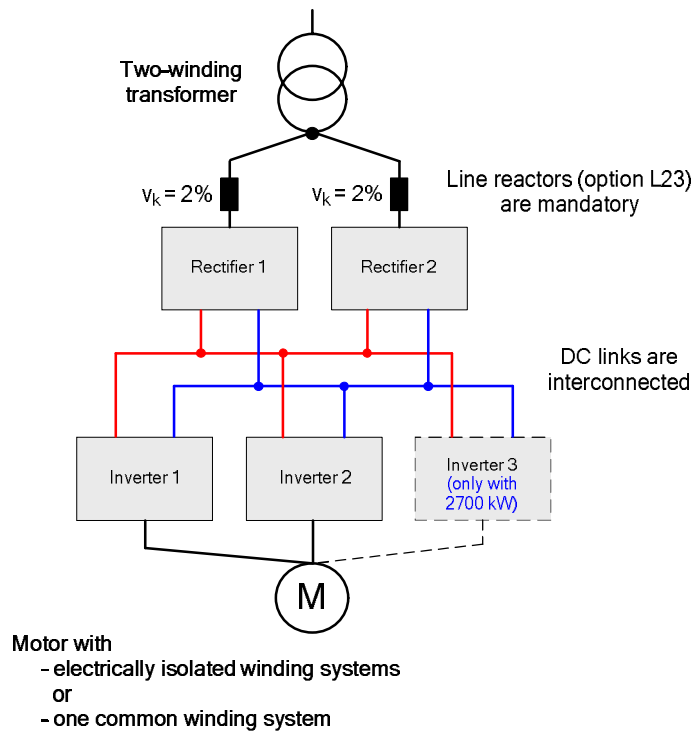 Two-winding
transformer
vk = 2%
vk = 2%
Line reactors (option L23)
are mandatory
Rectifier 1
Rectifier 2
DC links are
interconnected
Inverter 1
Inverter 2
Inverter 3
(only with
2700 kW)
M
Motor with
- electrically isolated winding systems
or
- one common winding system